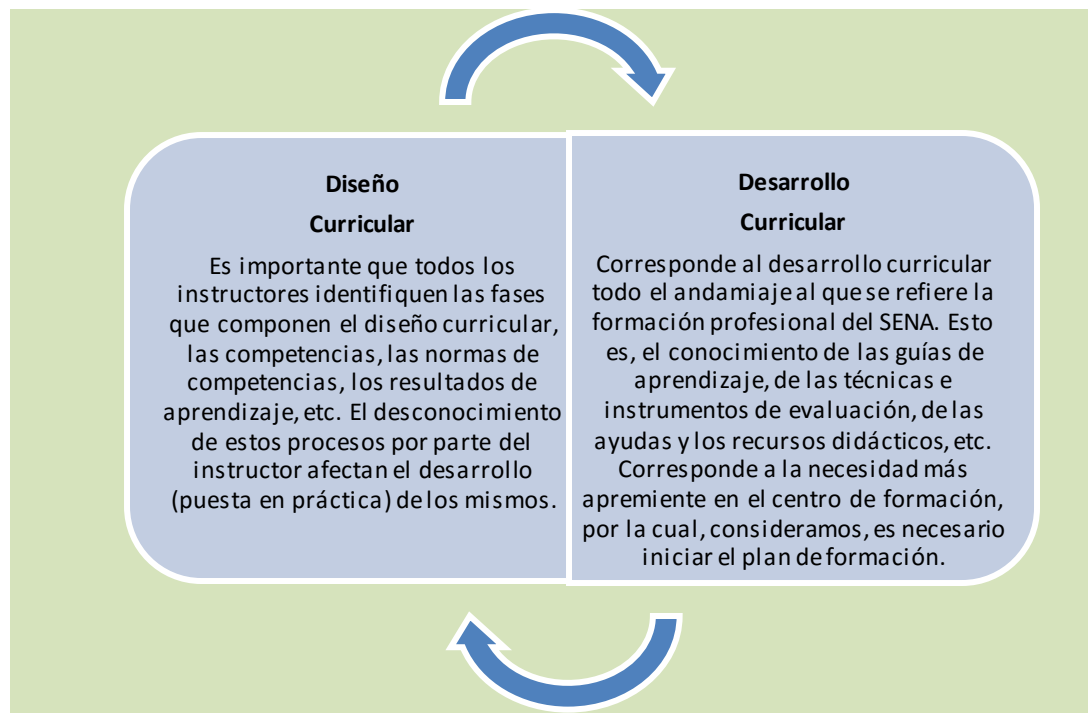 Diseño
Curricular
Es importante que todos los
instructores identifiquen las fases
que componen el diseño curricular,
las competencias, las normas de
competencias, los resultados de
aprendizaje, etc. El desconocimiento
de estos procesos por parte del
instructor afectan el desarrollo
(puesta en práctica) de los mismos.
Desarrollo
Curricular
Corresponde al desarrollo curricular
todo el andamiaje al que se refiere la
formación profesional del SENA. Esto
es, el conocimiento de las guías de
aprendizaje, de las técnicas e
instrumentos de evaluación, de las
ayudas y los recursos didácticos, etc.
Corresponde a la necesidad más
apremiente en el centro de formación,
por la cual, consideramos, es necesario
iniciar el plan de formación.